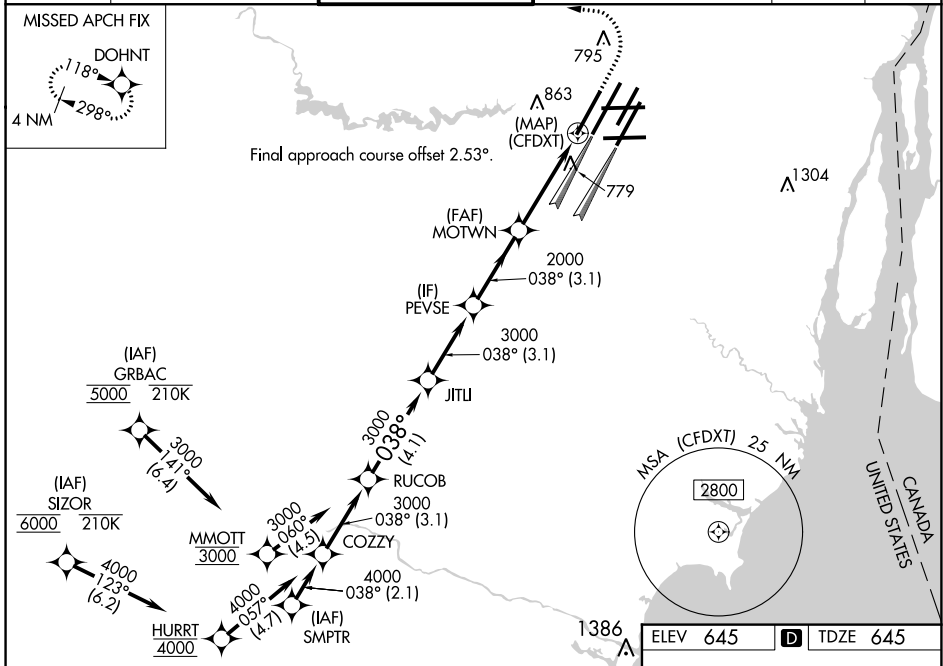 MISSED APCH FIX
DOHNT
118°
298°
4 NM
795
863
(MAP)
(CFDXT)
Final approach course offset 2.53°.
779
1304
(FAF)
MOTWN
2000
038° (3.1)
(IF)
PEVSE
3000
038° (3.1)
JITLI
(IAF)
GRBAC
5000 210K
3000
141°
(6.4)
3000
038°
(4.1)
RUCOB
(IAF)
SIZOR
6000 210K
4000
123°
(6.2)
MMOTT
3000
3000
060°
(4.5)
3000
038° (3.1)
COZZY
4000
038° (2.1)
HURRT
4000
4000
057°
(4.7)
(IAF)
SMPTR
MSA (CFDXT) 25 NM
2800
CANADA
UNITED STATES
1386
ELEV 645 D TDZE 645